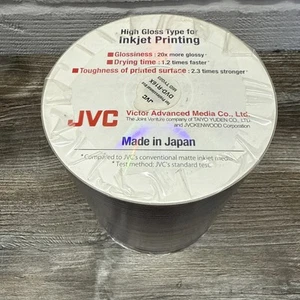 High Gloss Type for
Inkjet Printing
Glossiness: 20x more glossy*
Drying time: 1.2 times faster*
Toughness of printed surface: 2.3 times stronger*
JVC
DVD-R16X
JVC
Victor Advanced Media Co., Ltd.
The Joint Venture company of TAIYO YUDEN CO., LTD
and JVCKENWOOD Corporation
Made in Japan
*Compared to JVC's conventional matte inkjet media.
*Test method: JVC's standard test.